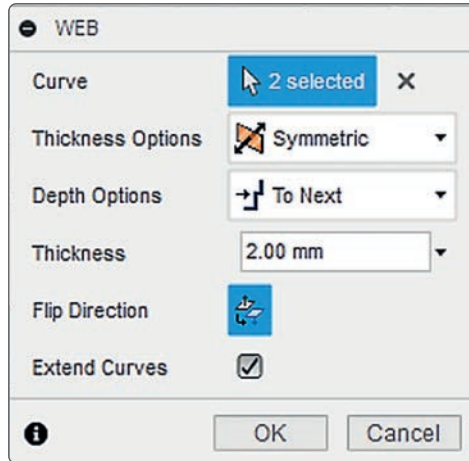 WEB
Curve 2 selected
Thickness Options Symmetric
Depth Options To Next
Thickness 2.00 mm
Flip Direction
Extend Curves
OK Cancel